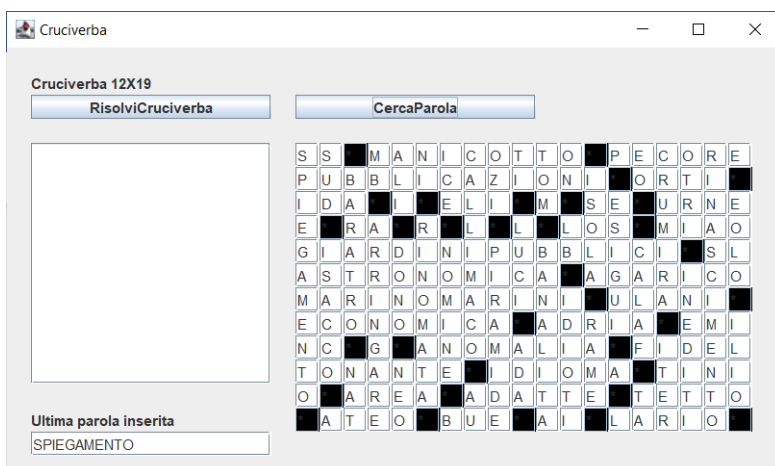 Cruciverba
Cruciverba 12X19
RisolviCruciverba CercaParola
S S * M A N I C O T T O * P E C O R E
P U B B L I C A Z I O N I * O R T I *
I D A * I * E L I * M * S E * U R N E
E * R A * R * L * L * L O S * M I A O
G I A R D I N I P U B B L I C I * S L
A S T R O N O M I C A * A G A R I C O
M A R I N O M A R I N I * U L A N I *
E C O N O M I C A * A D R I A * E M I
N C * G * A N O M A L I A * F I D E L
T O N A N T E * I D I O M A * T I N I
O * A R E A * A D A T T E * T E T T O
* A T E O * B U E * A I * L A R I O *
Ultima parola inserita
SPIEGAMENTO